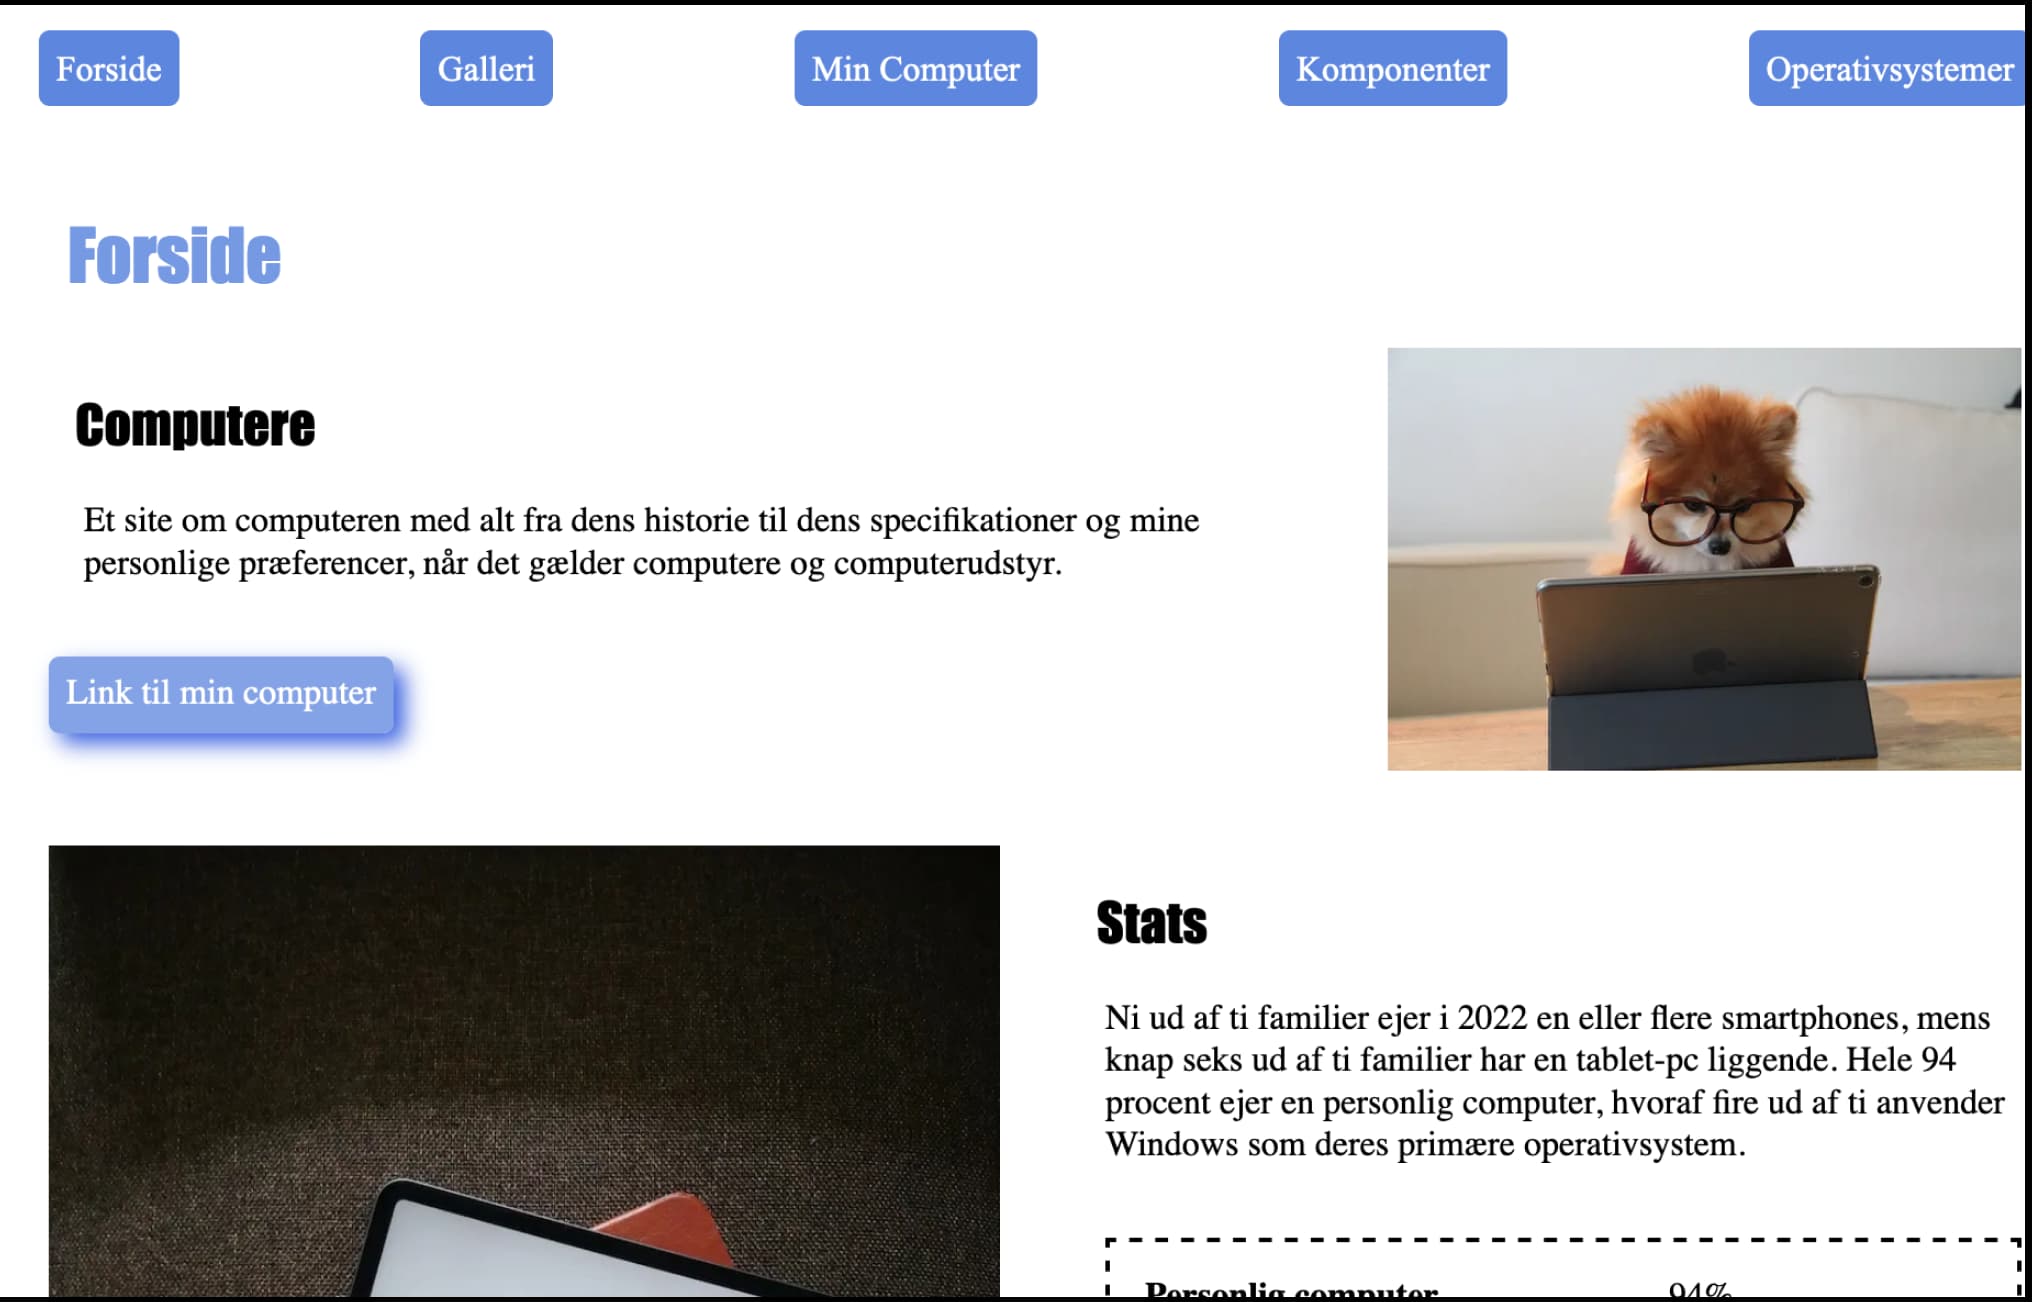 Forside
Galleri
Min Computer
Komponenter
Operativsystemer
Forside
Computere
Et site om computeren med alt fra dens historie til dens specifikationer og mine
personlige præferencer, når det gælder computere og computerudstyr.
Link til min computer
Stats
Ni ud af ti familier ejer i 2022 en eller flere smartphones, mens
knap seks ud af ti familier har en tablet-pc liggende. Hele 94
procent ejer en personlig computer, hvoraf fire ud af ti anvender
Windows som deres primære operativsystem.
Personlig computer 94%